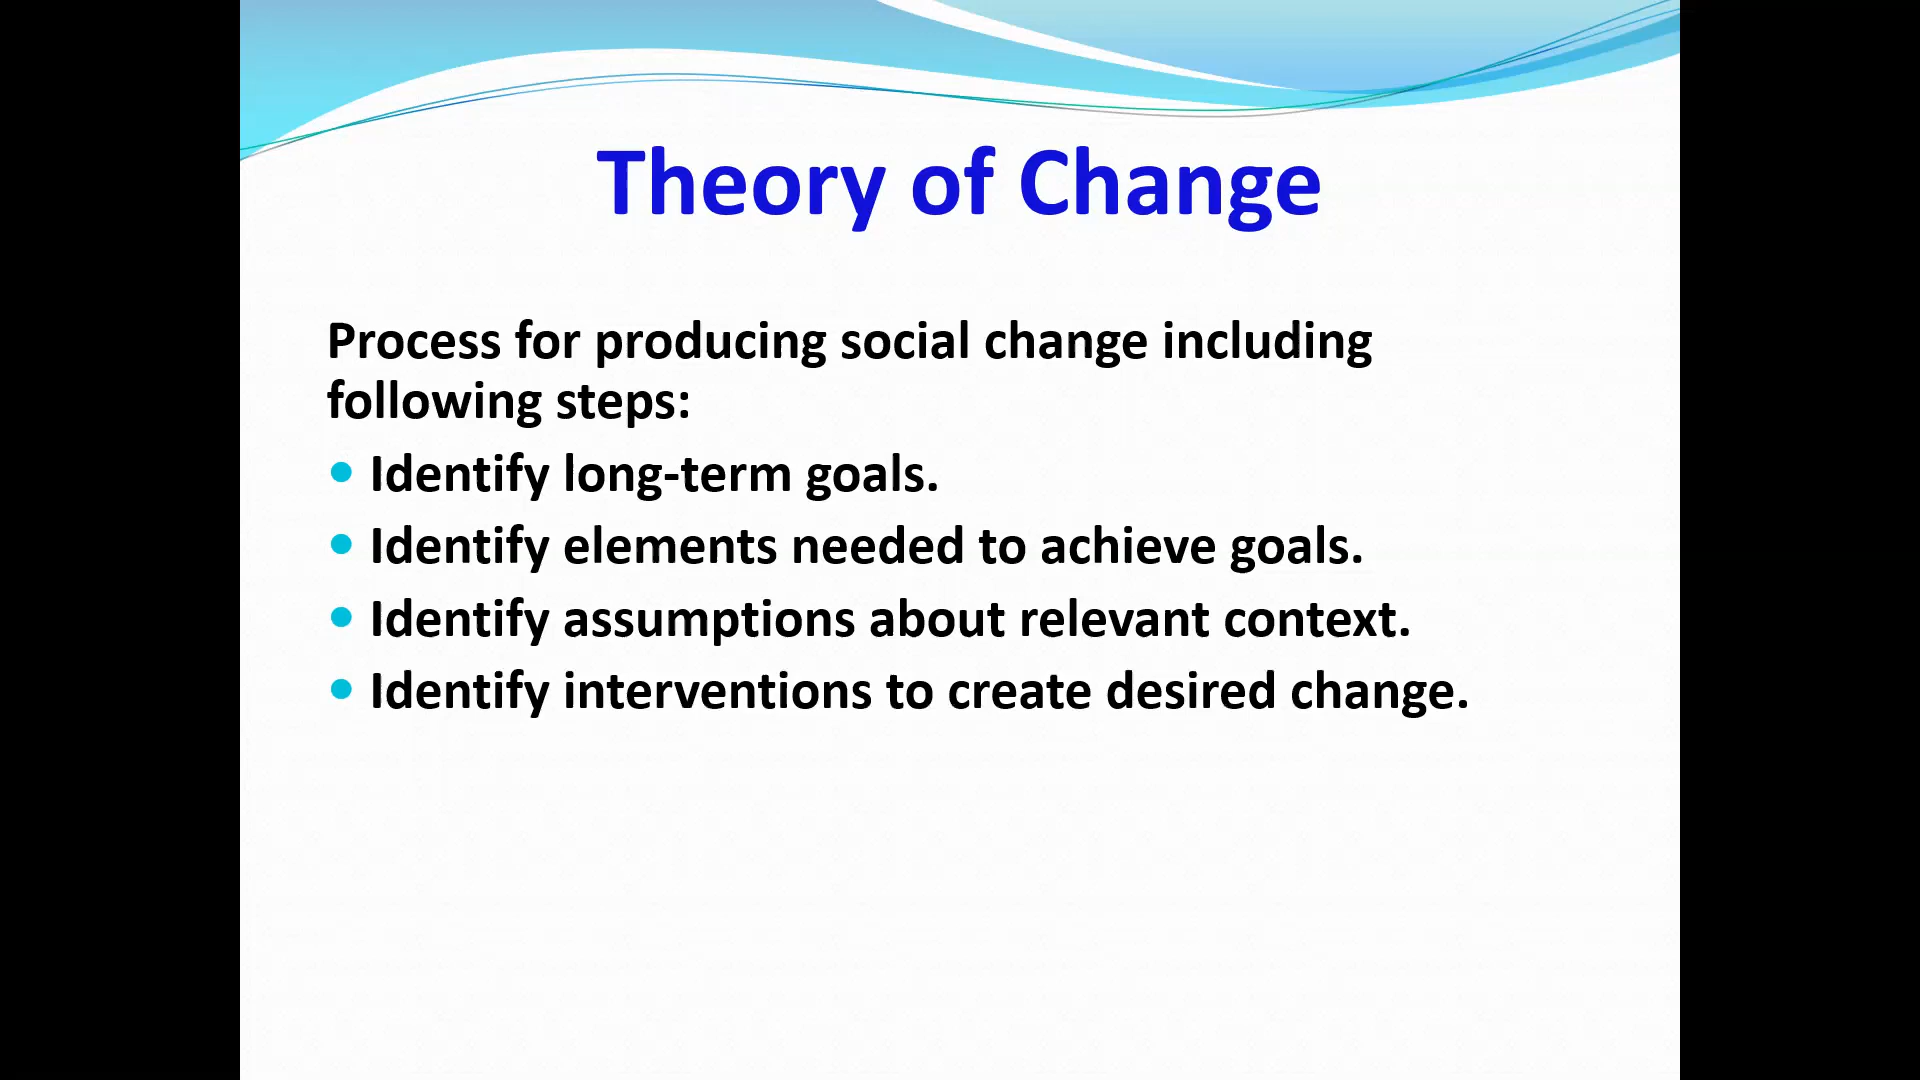 Theory of Change
Process for producing social change including
following steps:
• Identify long-term goals.
• Identify elements needed to achieve goals.
• Identify assumptions about relevant context.
• Identify interventions to create desired change.